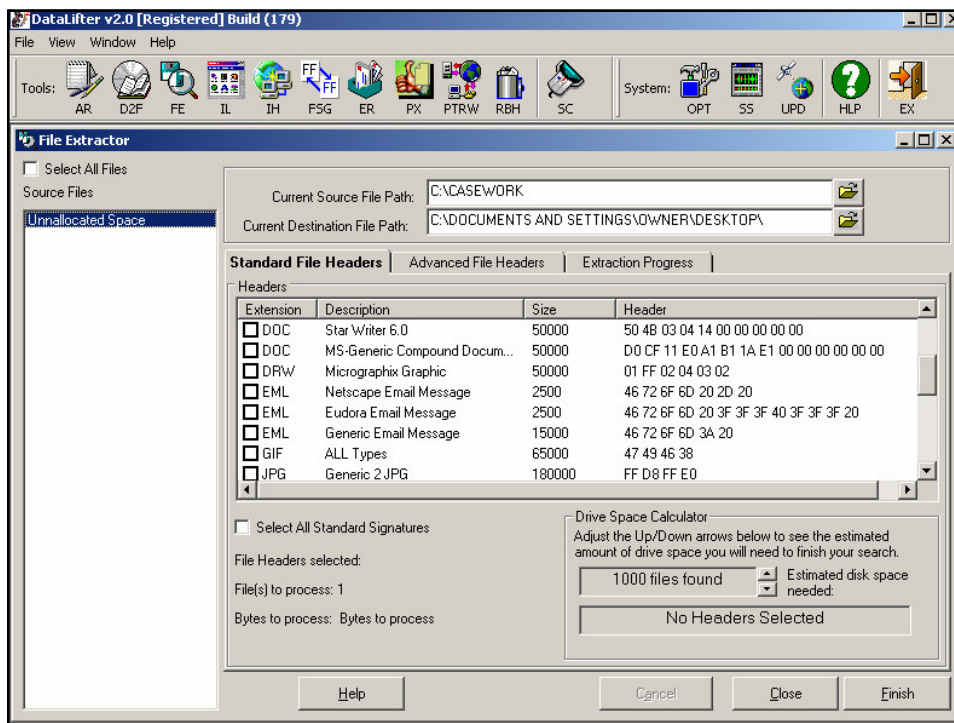 DataLifter v2.0 [Registered] Build (179)
File View Window Help
Tools: AR D2F FE IL IH FSG ER PX PTRW RBH SC System: OPT SS UPD HLP EX
File Extractor
Select All Files
Source Files
Unnallocated Space
Current Source File Path: C:\CASEWORK
Current Destination File Path: C:\DOCUMENTS AND SETTINGS\OWNER\DESKTOP\
Standard File Headers Advanced File Headers Extraction Progress
Headers
Extension Description Size Header
DOC Star Writer 6.0 50000 50 4B 03 04 14 00 00 00 00 00
DOC MS-Generic Compound Docum... 50000 D0 CF 11 E0 A1 B1 1A E1 00 00 00 00 00 00
DRW Micrographix Graphic 50000 01 FF 02 04 03 02
EML Netscape Email Message 2500 46 72 6F 6D 20 2D 20
EML Eudora Email Message 2500 46 72 6F 6D 20 3F 3F 3F 40 3F 3F 3F 20
EML Generic Email Message 15000 46 72 6F 6D 3A 20
GIF ALL Types 65000 47 49 46 38
JPG Generic 2 JPG 180000 FF D8 FF E0
Select All Standard Signatures
File Headers selected:
File(s) to process: 1
Bytes to process: Bytes to process
Drive Space Calculator
Adjust the Up/Down arrows below to see the estimated
amount of drive space you will need to finish your search.
1000 files found
Estimated disk space
needed:
No Headers Selected
Help Cancel Close Finish